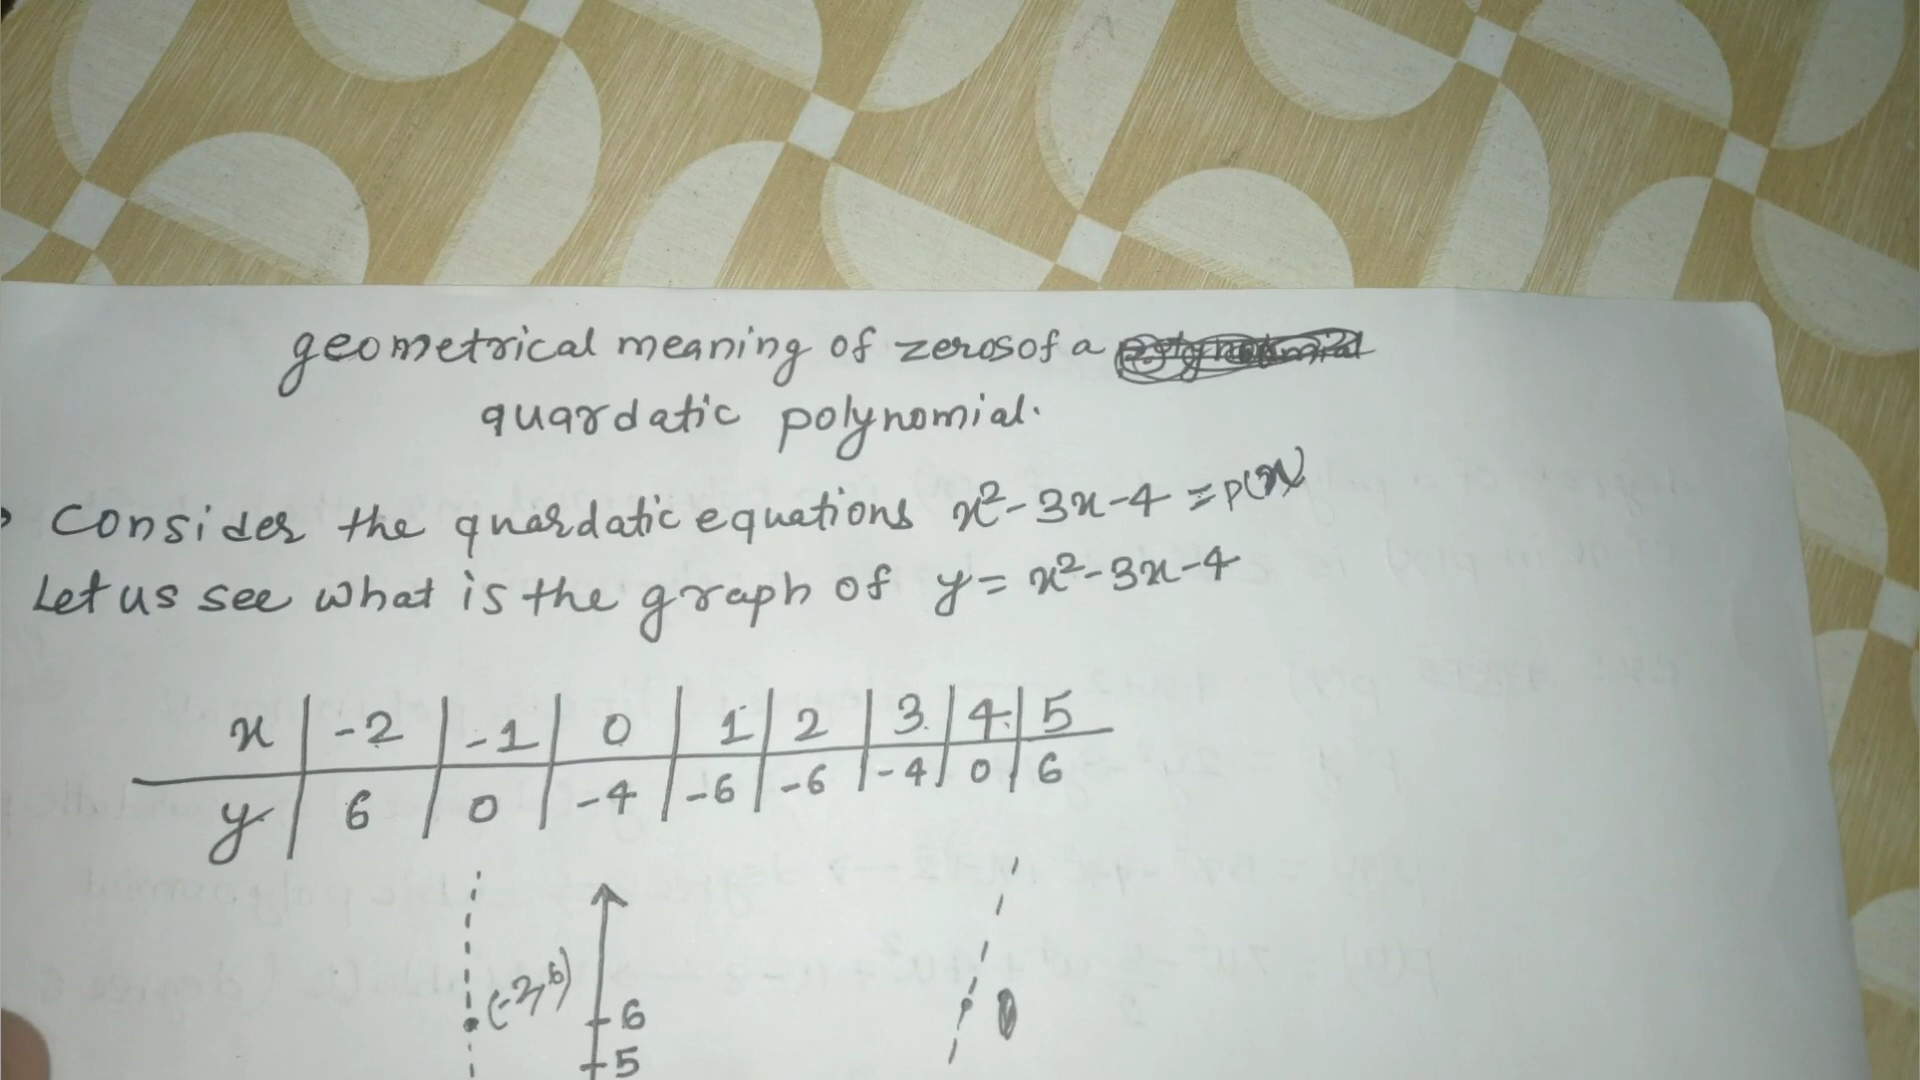 geometrical meaning of zeros of a
quardatic polynomial.
Consider the quardatic equations x²-3x-4 = p(x)
Let us see what is the graph of y = x²-3x-4
x | -2 | -1 | 0 | 1 | 2 | 3 | 4 | 5
y | 6 | 0 | -4 | -6 | -6 | -4 | 0 | 6
(-2,6)
6
5